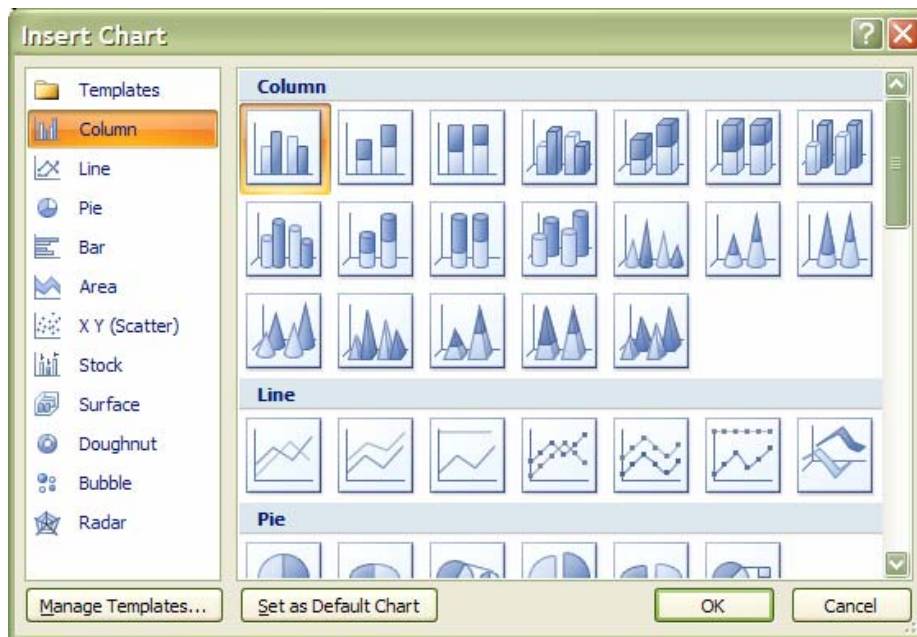 Insert Chart
Templates
Column
Line
Pie
Bar
Area
X Y (Scatter)
Stock
Surface
Doughnut
Bubble
Radar
Column
Line
Pie
Manage Templates...
Set as Default Chart
OK
Cancel